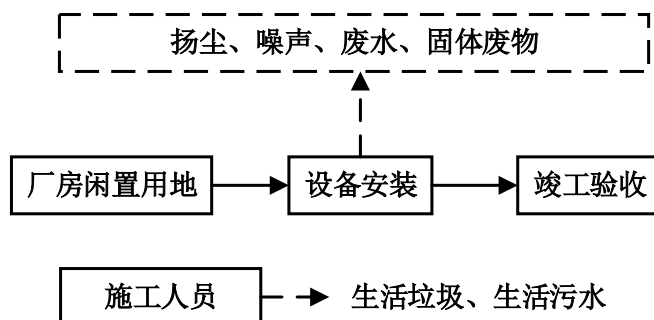 扬尘、噪声、废水、固体废物
厂房闲置用地
设备安装
竣工验收
施工人员
生活垃圾、生活污水